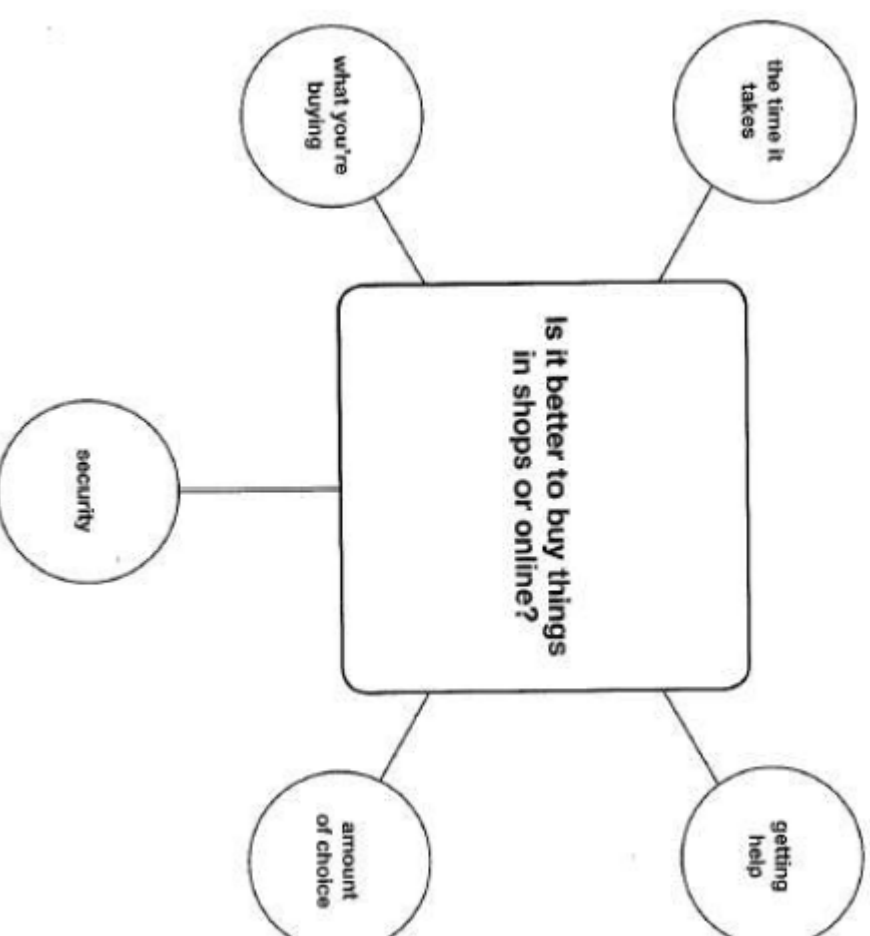 the time it
takes
getting
help
Is it better to buy things
in shops or online?
what you're
buying
amount
of choice
security